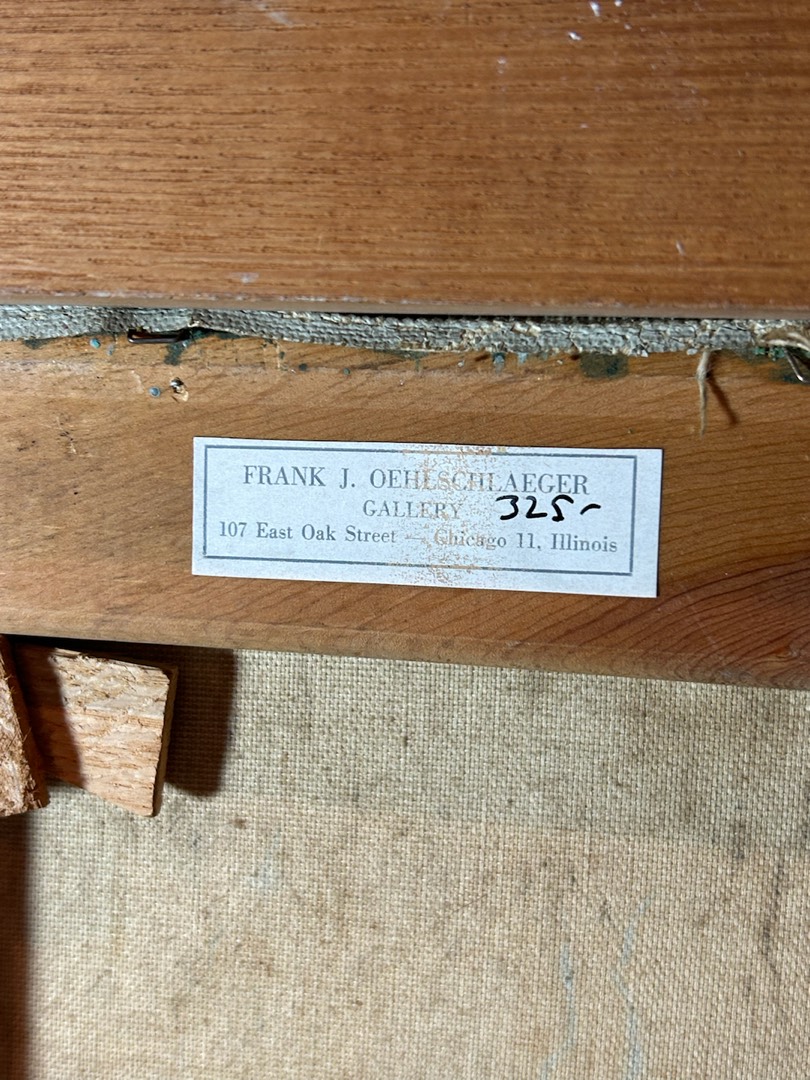 FRANK J. OEHLSCHLAEGER
GALLERY 325-
107 East Oak Street — Chicago 11, Illinois